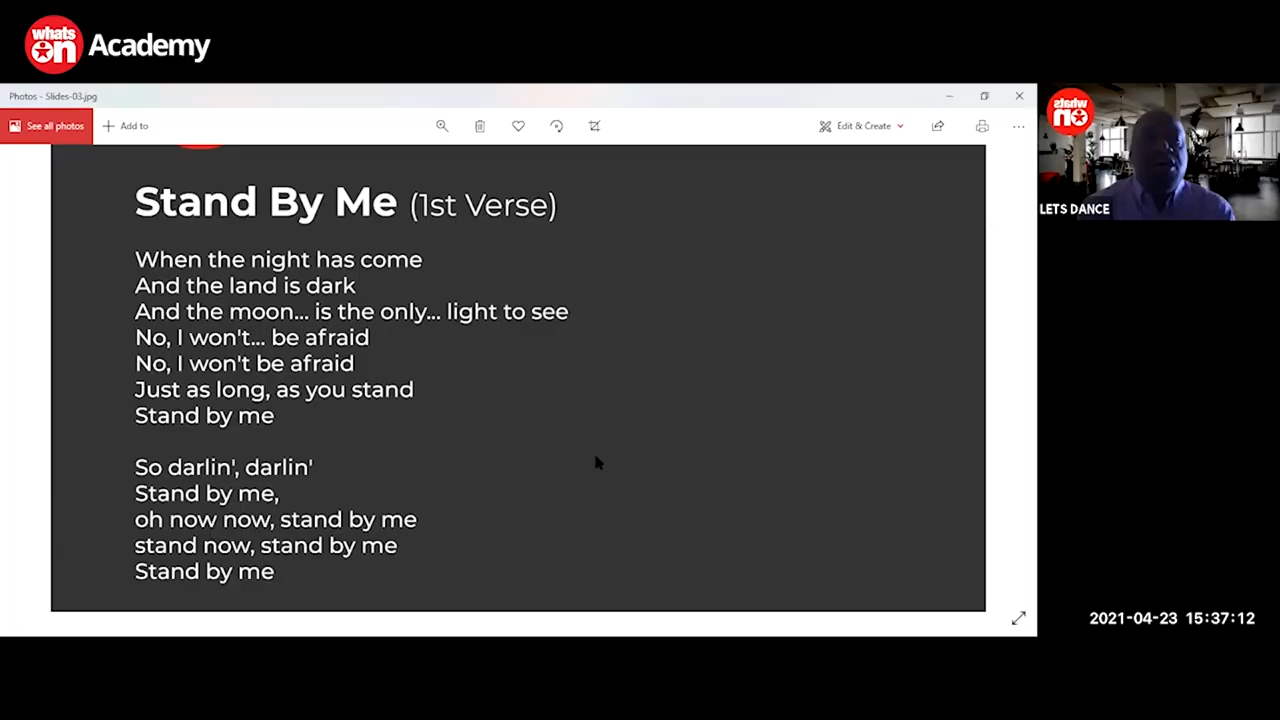 whats
on
Academy
Photos - Slides-03.jpg
See all photos
Add to
Edit & Create
Stand By Me (1st Verse)
When the night has come
And the land is dark
And the moon... is the only... light to see
No, I won't... be afraid
No, I won't be afraid
Just as long, as you stand
Stand by me
So darlin', darlin'
Stand by me,
oh now now, stand by me
stand now, stand by me
Stand by me
whats
on
LETS DANCE
2021-04-23 15:37:12